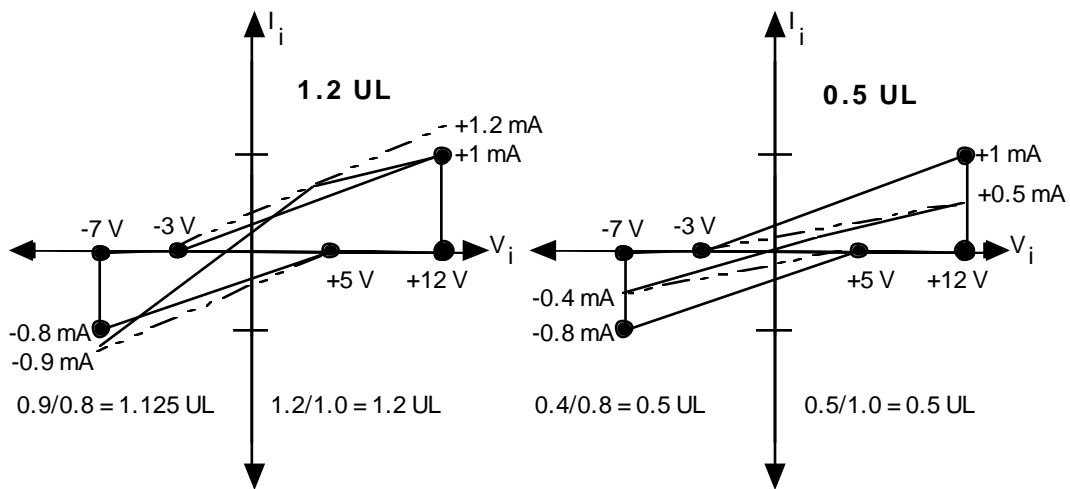 I i
1.2 UL
+1.2 mA
+1 mA
-7 V
-3 V
V i
+5 V
+12 V
-0.8 mA
-0.9 mA
0.9/0.8 = 1.125 UL
1.2/1.0 = 1.2 UL
I i
0.5 UL
+1 mA
+0.5 mA
-7 V
-3 V
V i
+5 V
+12 V
-0.4 mA
-0.8 mA
0.4/0.8 = 0.5 UL
0.5/1.0 = 0.5 UL